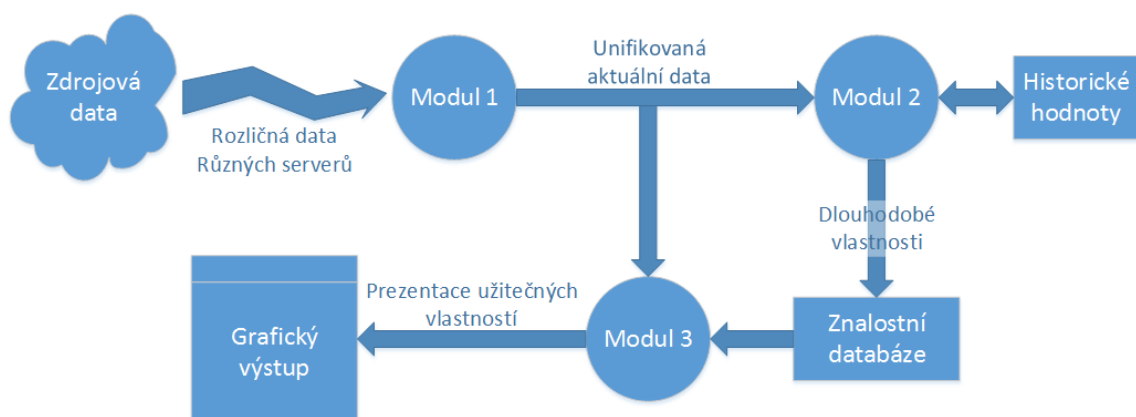 Zdrojová
data
Rozličná data
Různých serverů
Modul 1
Unifikovaná
aktuální data
Modul 2
Historické
hodnoty
Dlouhodobé
vlastnosti
Grafický
výstup
Prezentace užitečných
vlastností
Modul 3
Znalostní
databáze